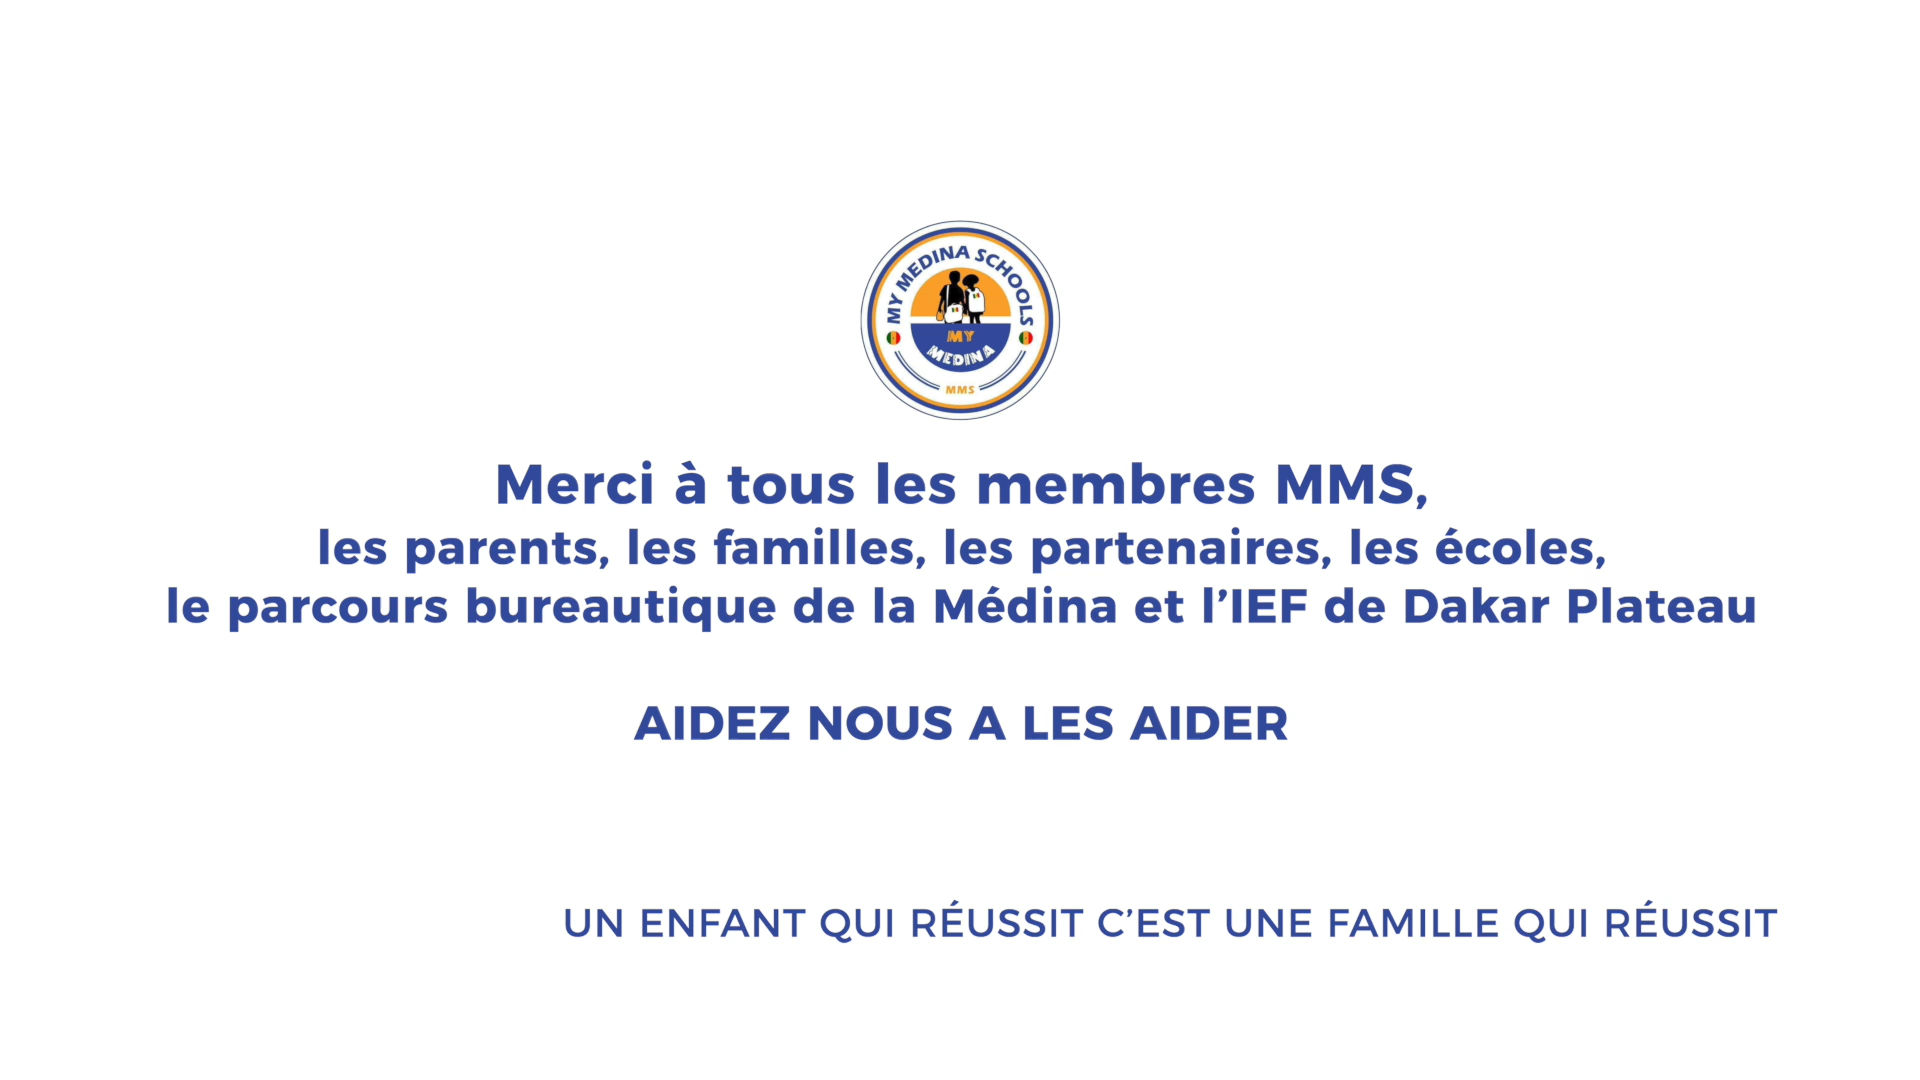 MY MEDINA SCHOOLS
MY
MEDINA
MMS
Merci à tous les membres MMS,
les parents, les familles, les partenaires, les écoles,
le parcours bureautique de la Médina et l’IEF de Dakar Plateau
AIDEZ NOUS A LES AIDER
UN ENFANT QUI RÉUSSIT C’EST UNE FAMILLE QUI RÉUSSIT